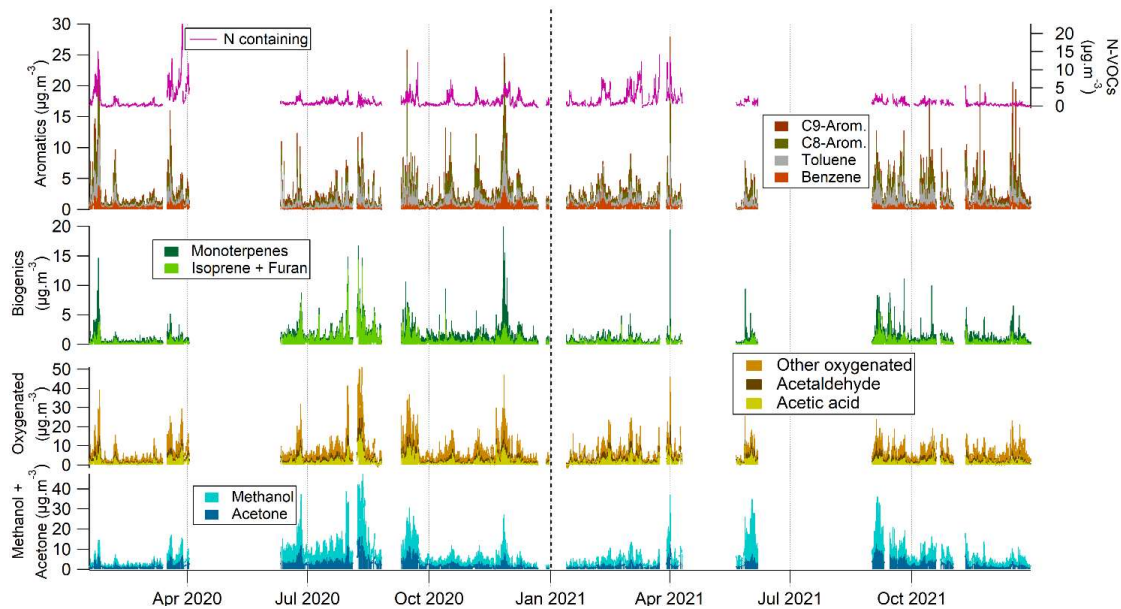 N containing
30
25
20
15
10
5
0
Aromatics (µg.m⁻³)
20
15
10
5
0
N-VOCs
(µg.m⁻³)
C9-Arom.
C8-Arom.
Toluene
Benzene
20
15
10
5
0
Biogenics
(µg.m⁻³)
Monoterpenes
Isoprene + Furan
50
40
30
20
10
0
Oxygenated
(µg.m⁻³)
Other oxygenated
Acetaldehyde
Acetic acid
40
30
20
10
0
Methanol +
Acetone (µg.m⁻³)
Methanol
Acetone
Apr 2020
Jul 2020
Oct 2020
Jan 2021
Apr 2021
Jul 2021
Oct 2021